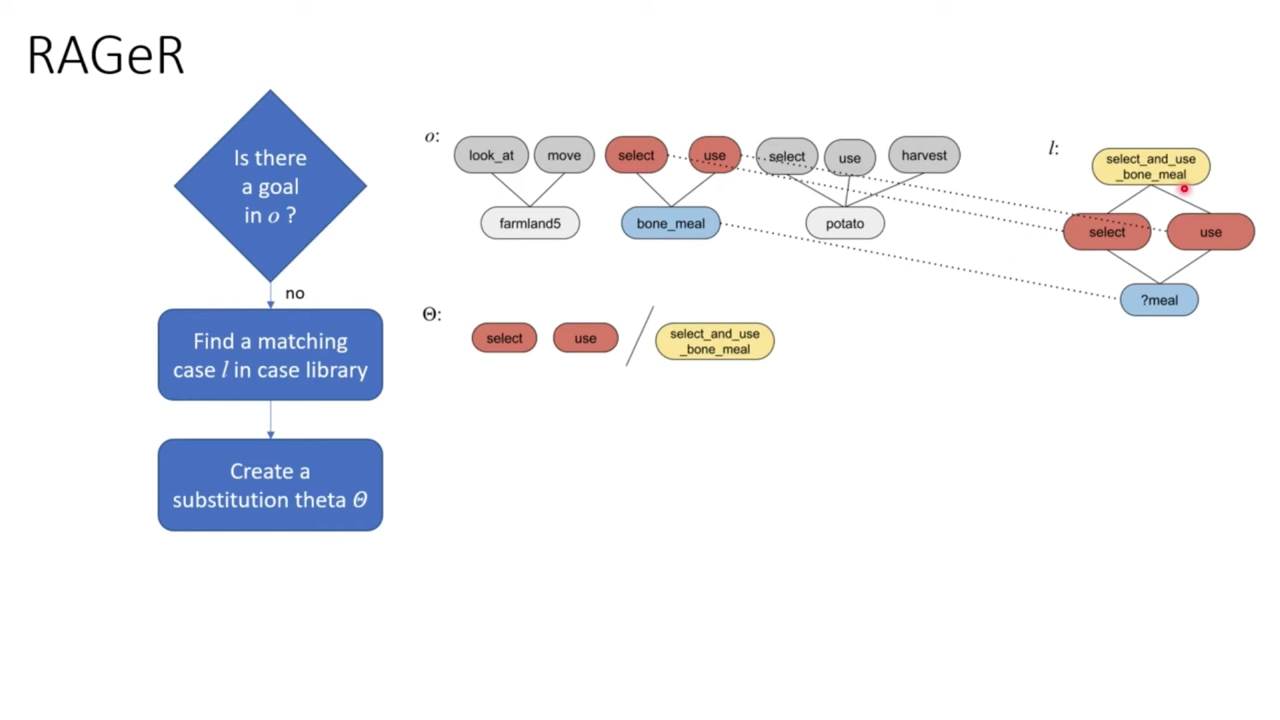 RAGeR
Is there
a goal
in o ?
no
Find a matching
case l in case library
Create a
substitution theta Θ
o:
look_at
move
select
use
select
use
harvest
farmland5
bone_meal
potato
l:
select_and_use
_bone_meal
select
use
?meal
Θ:
select
use
select_and_use
_bone_meal